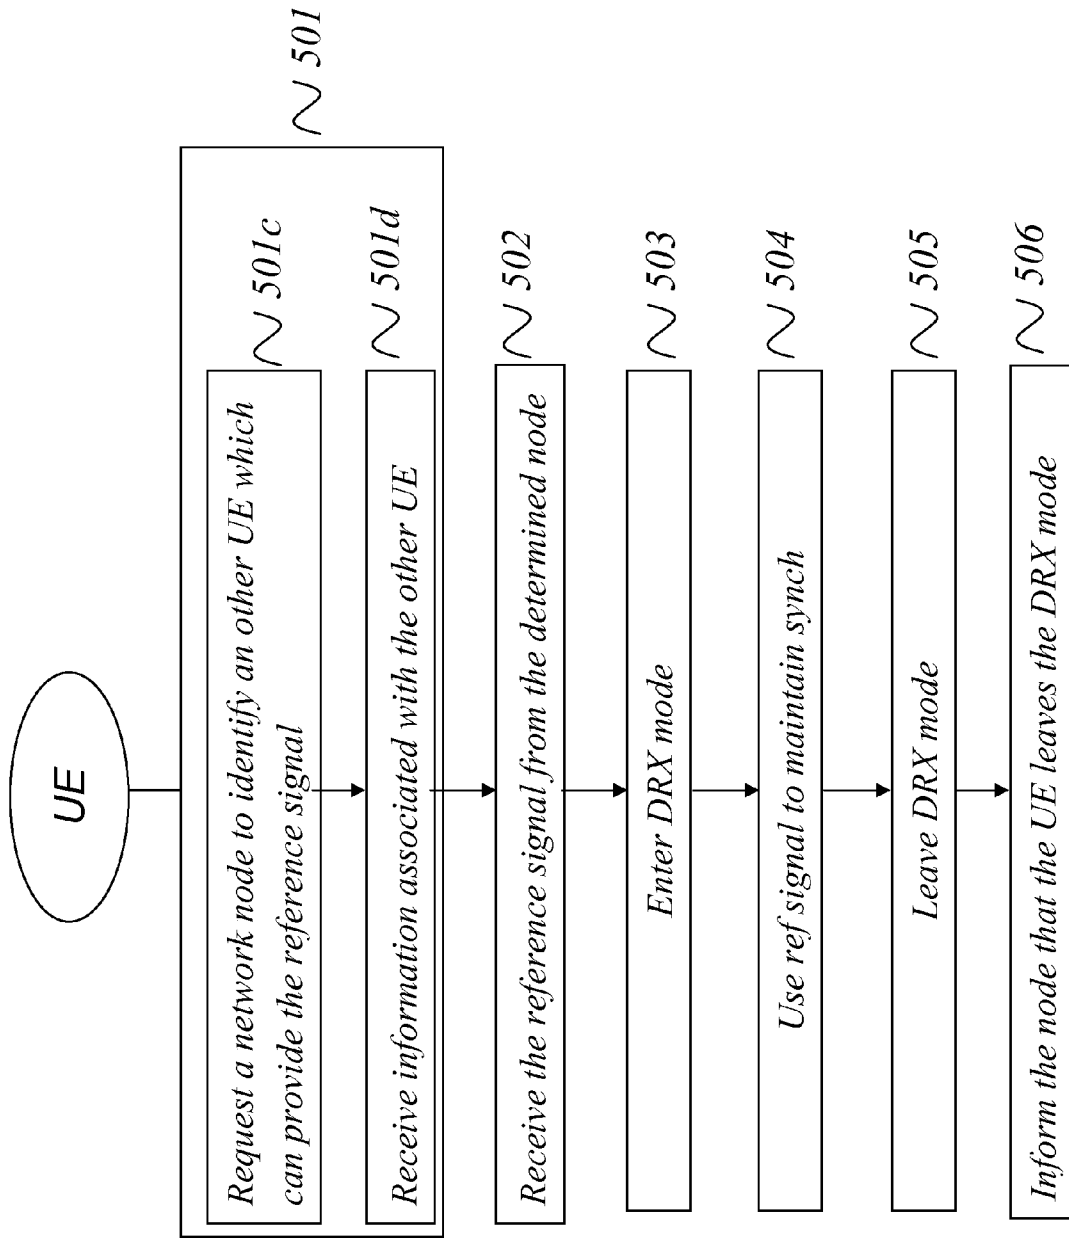 UE
501
Request a network node to identify an other UE which
can provide the reference signal
501c
Receive information associated with the other UE
501d
Receive the reference signal from the determined node
502
Enter DRX mode
503
Use ref signal to maintain synch
504
Leave DRX mode
505
Inform the node that the UE leaves the DRX mode
506